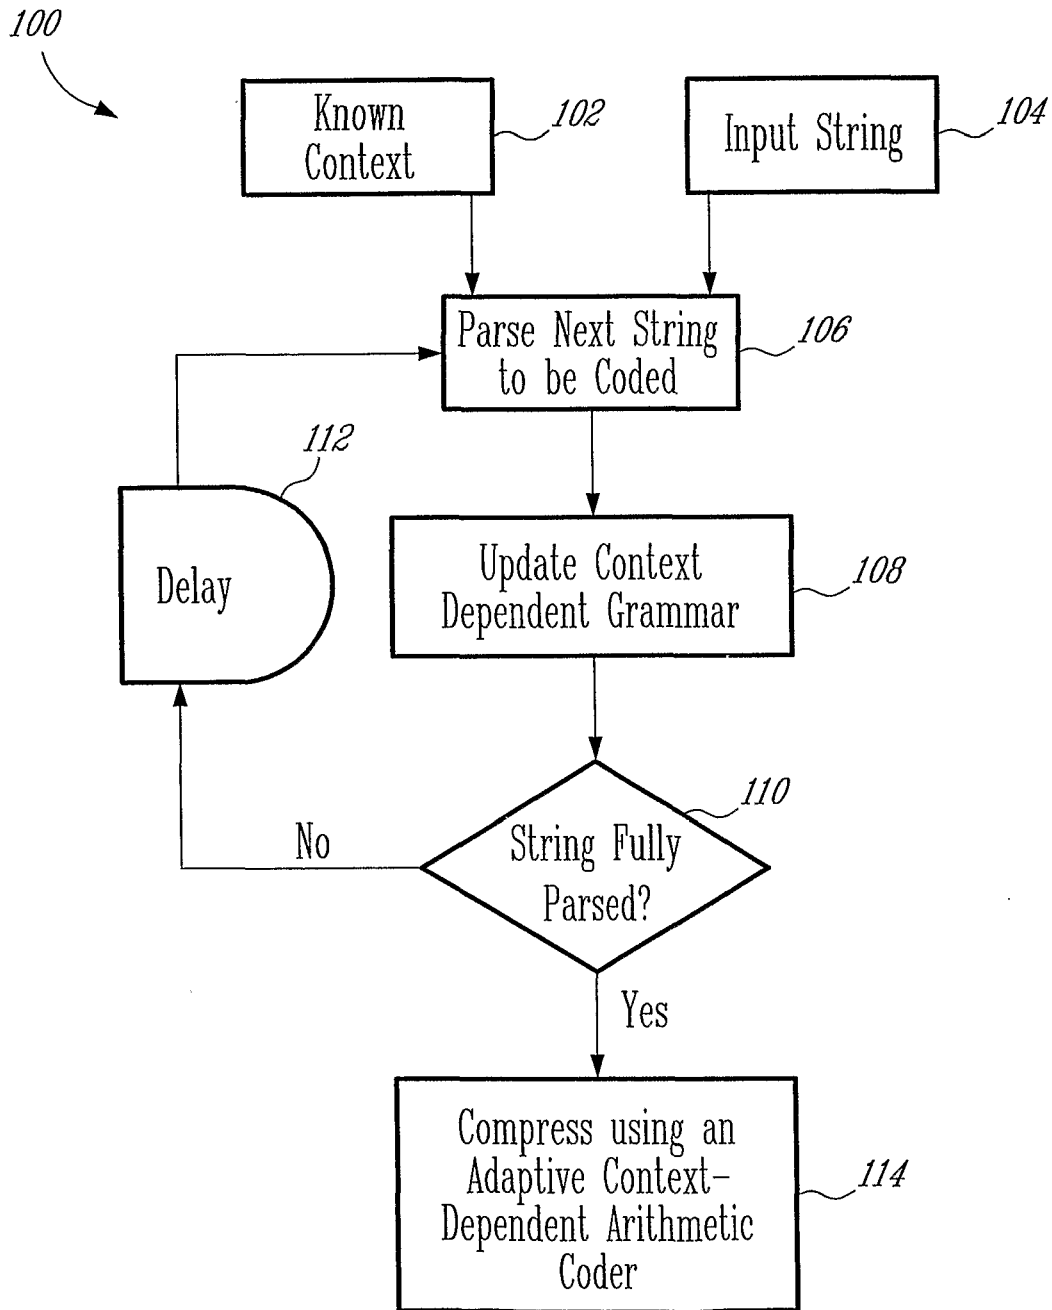 100
Known
Context
102
Input String
104
Parse Next String
to be Coded
106
112
Delay
Update Context
Dependent Grammar
108
110
String Fully
Parsed?
No
Yes
Compress using an
Adaptive Context-
Dependent Arithmetic
Coder
114